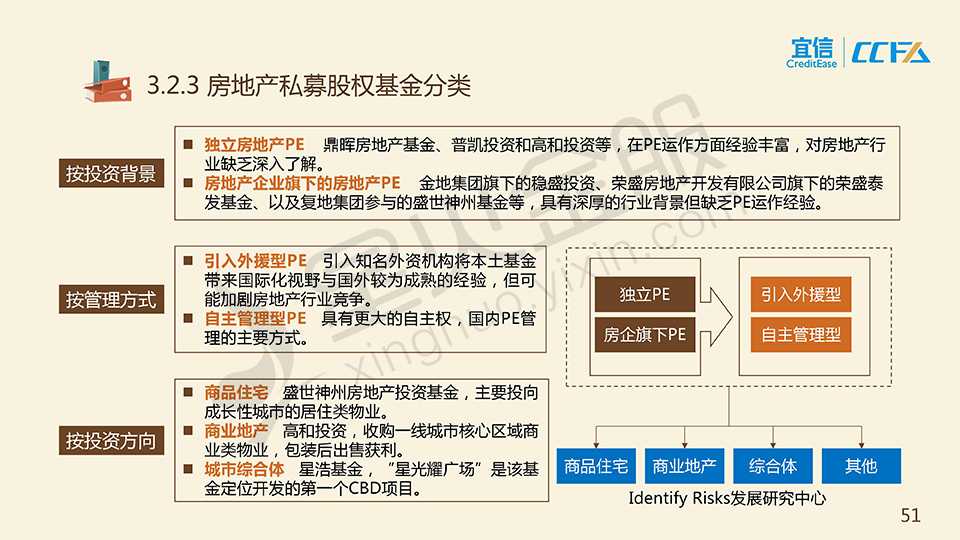 宜信
CreditEase
CCFA
3.2.3 房地产私募股权基金分类
按投资背景
■ 独立房地产PE 鼎晖房地产基金、普凯投资和高和投资等，在PE运作方面经验丰富，对房地产行
业缺乏深入了解。
■ 房地产企业旗下的房地产PE 金地集团旗下的稳盛投资、荣盛房地产开发有限公司旗下的荣盛泰
发基金、以及复地集团参与的盛世神州基金等，具有深厚的行业背景但缺乏PE运作经验。
按管理方式
■ 引入外援型PE 引入知名外资机构将本土基金
带来国际化视野与国外较为成熟的经验，但可
能加剧房地产行业竞争。
■ 自主管理型PE 具有更大的自主权，国内PE管
理的主要方式。
独立PE
房企旗下PE
引入外援型
自主管理型
按投资方向
■ 商品住宅 盛世神州房地产投资基金，主要投向
成长性城市的居住类物业。
■ 商业地产 高和投资，收购一线城市核心区域商
业类物业，包装后出售获利。
■ 城市综合体 星浩基金，“星光耀广场”是该基
金定位开发的第一个CBD项目。
商品住宅
商业地产
综合体
其他
Identify Risks发展研究中心
51
星火金服
xinghuo.yixin.com